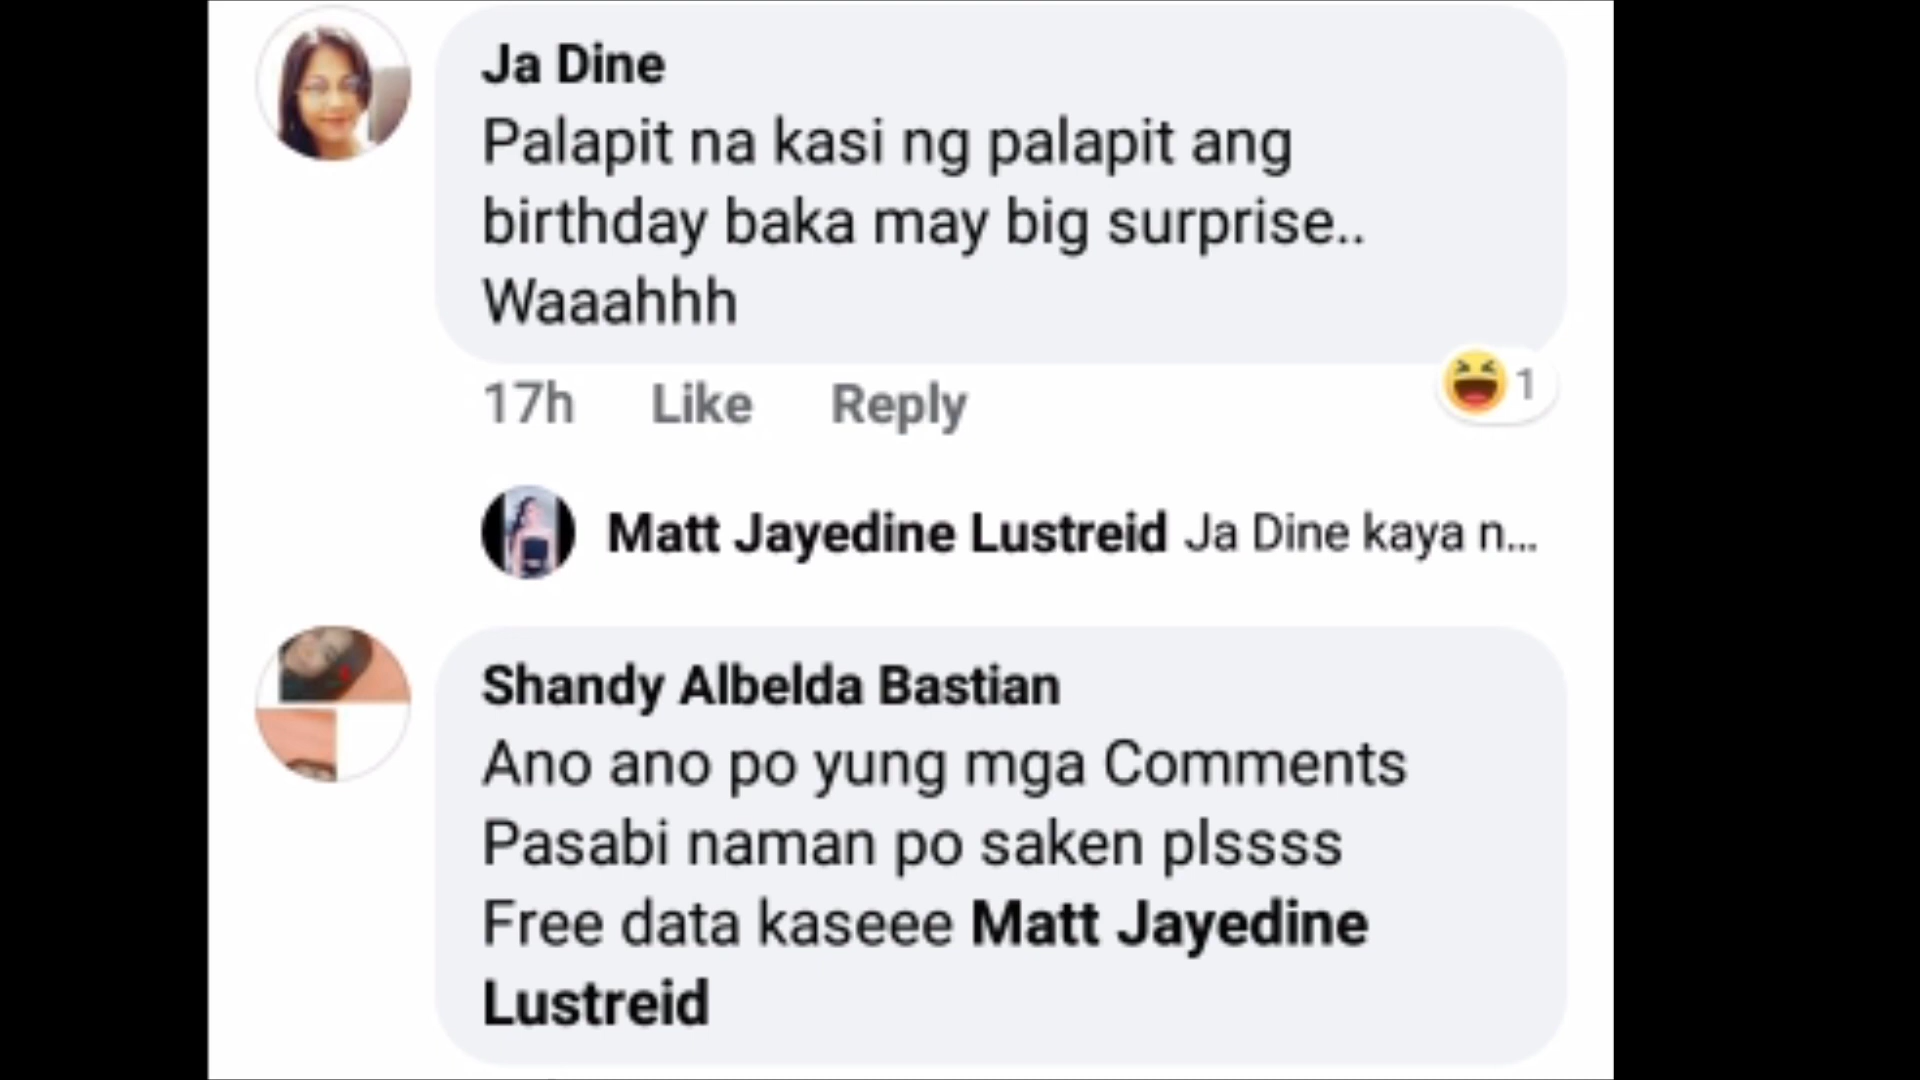 Ja Dine
Palapit na kasi ng palapit ang
birthday baka may big surprise..
Waaahhh
17h Like Reply 1
Matt Jayedine Lustreid Ja Dine kaya n...
Shandy Albelda Bastian
Ano ano po yung mga Comments
Pasabi naman po saken plssss
Free data kaseee Matt Jayedine
Lustreid